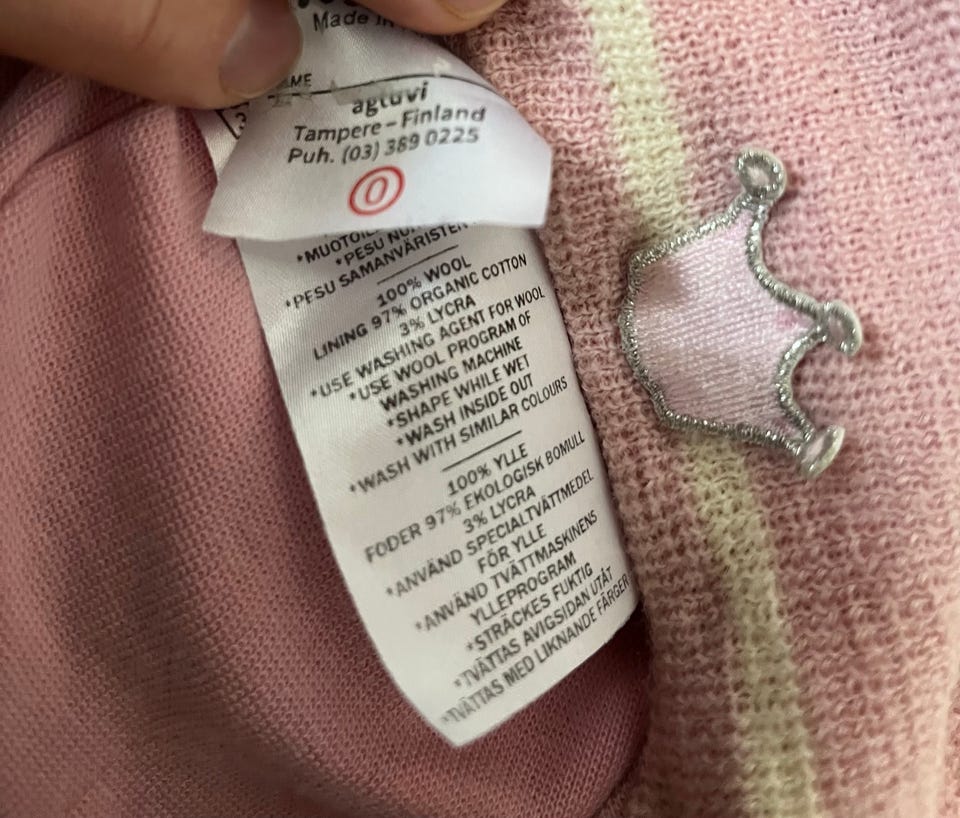 Made
agtuvi
Tampere – Finland
Puh. (03) 389 0225
0
*PESU
PESU
100% WOOL
LINING 97% ORGANIC COTTON
3% LYCRA
*USE WASHING AGENT FOR WOOL
*USE WOOL PROGRAM OF
WASHING MACHINE
*SHAPE WHILE WET
*WASH INSIDE OUT
*WASH WITH SIMILAR COLOURS
100% YLLE
FODER 97% EKOLOGISK BOMULL
3% LYCRA
*ANVÄND SPECIALTVÄTTMEDEL
FÖR YLLE
*ANVÄND TVÄTTMASKINENS
YLLEPROGRAM
*STRÄCKES FUKTIG
*TVÄTTAS AVIGSIDAN UTÅT
*TVÄTTAS MED LIKNANDE FÄRGER